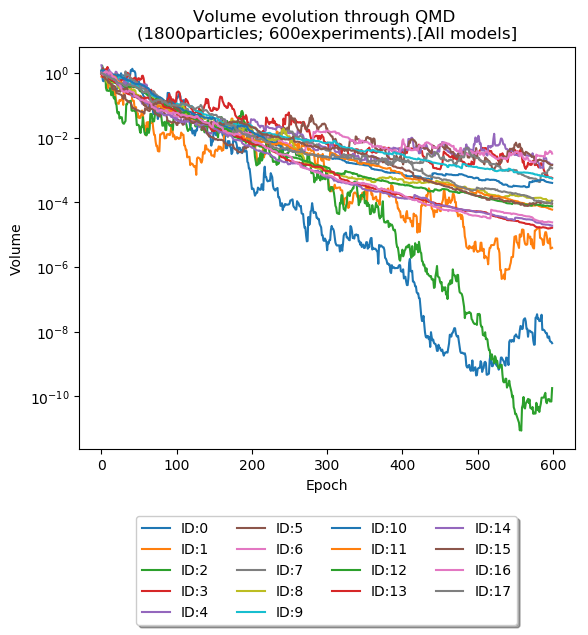 Volume evolution through QMD
(1800particles; 600experiments).[All models]
10^0
10^-2
10^-4
10^-6
10^-8
10^-10
Volume
0 100 200 300 400 500 600
Epoch
ID:0 ID:5 ID:10 ID:14
ID:1 ID:6 ID:11 ID:15
ID:2 ID:7 ID:12 ID:16
ID:3 ID:8 ID:13 ID:17
ID:4 ID:9